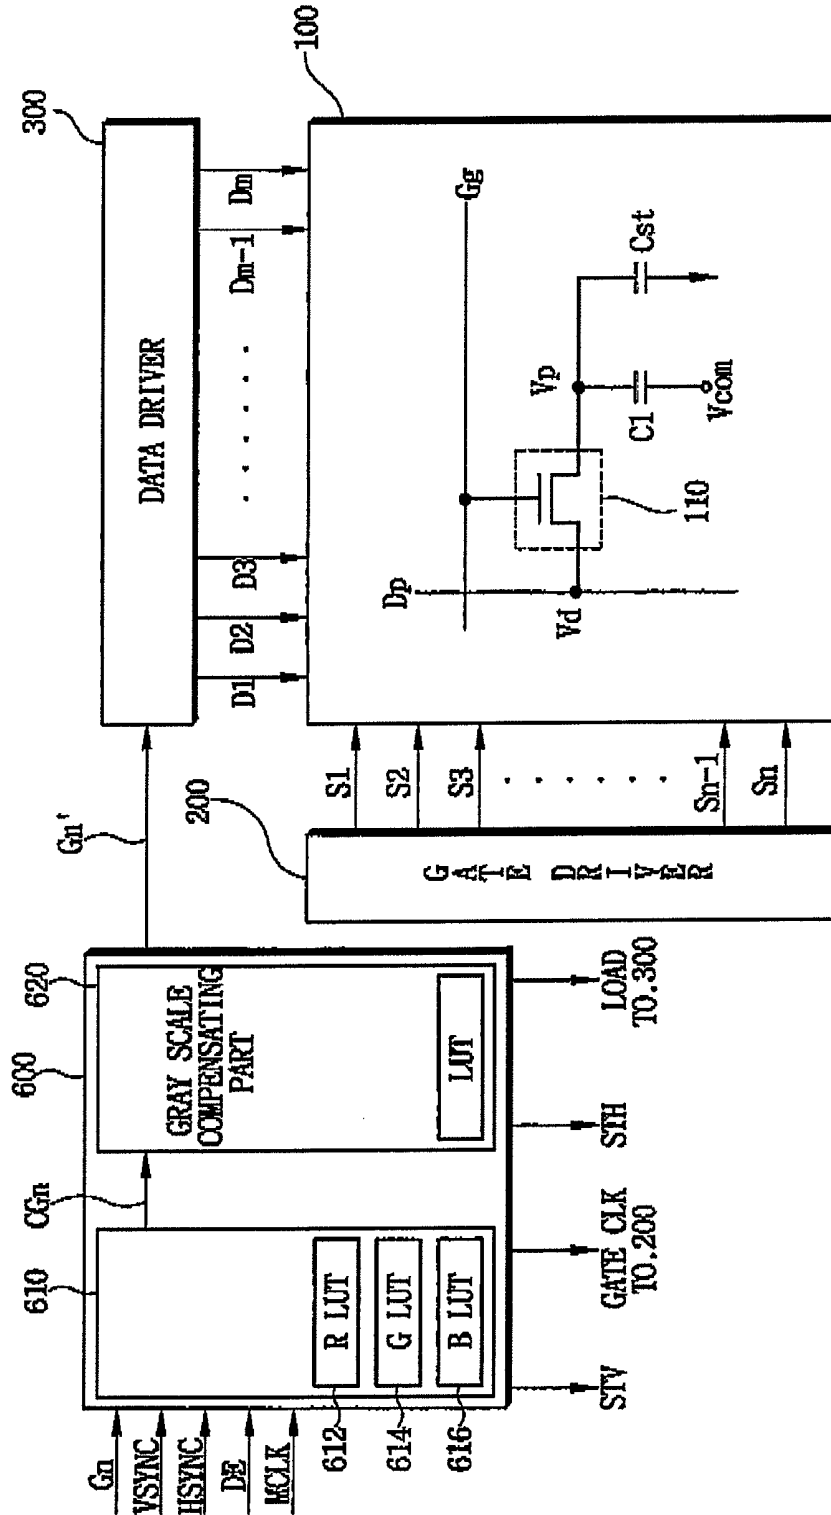 Gn
VSYNC
HSYNC
DE
MCLK
610
CGn
600
620
GRAY SCALE
COMPENSATING
PART
LUT
R LUT
G LUT
B LUT
612
614
616
STV
GATE CLK
TO.200
STH
LOAD
TO.300
Gn'
300
DATA DRIVER
D1
D2
D3
Dm-1
Dm
200
GATE DRIVER
S1
S2
S3
Sn-1
Sn
100
Gg
Dp
Vd
110
Vp
C1
Vcom
Cst